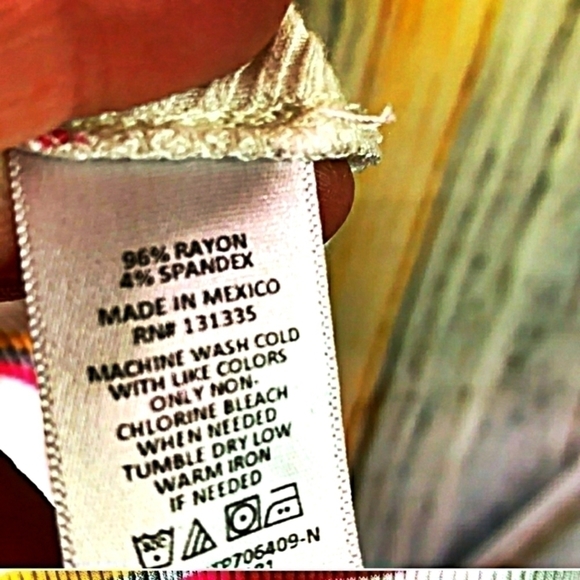 96% RAYON
4% SPANDEX
MADE IN MEXICO
RN# 131335
MACHINE WASH COLD
WITH LIKE COLORS
ONLY NON-
CHLORINE BLEACH
WHEN NEEDED
TUMBLE DRY LOW
WARM IRON
IF NEEDED
TP706409-N